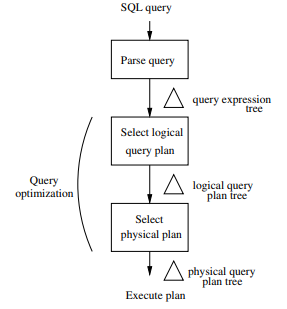 SQL query
Parse query
query expression
tree
Select logical
query plan
Query
optimization
logical query
plan tree
Select
physical plan
physical query
plan tree
Execute plan